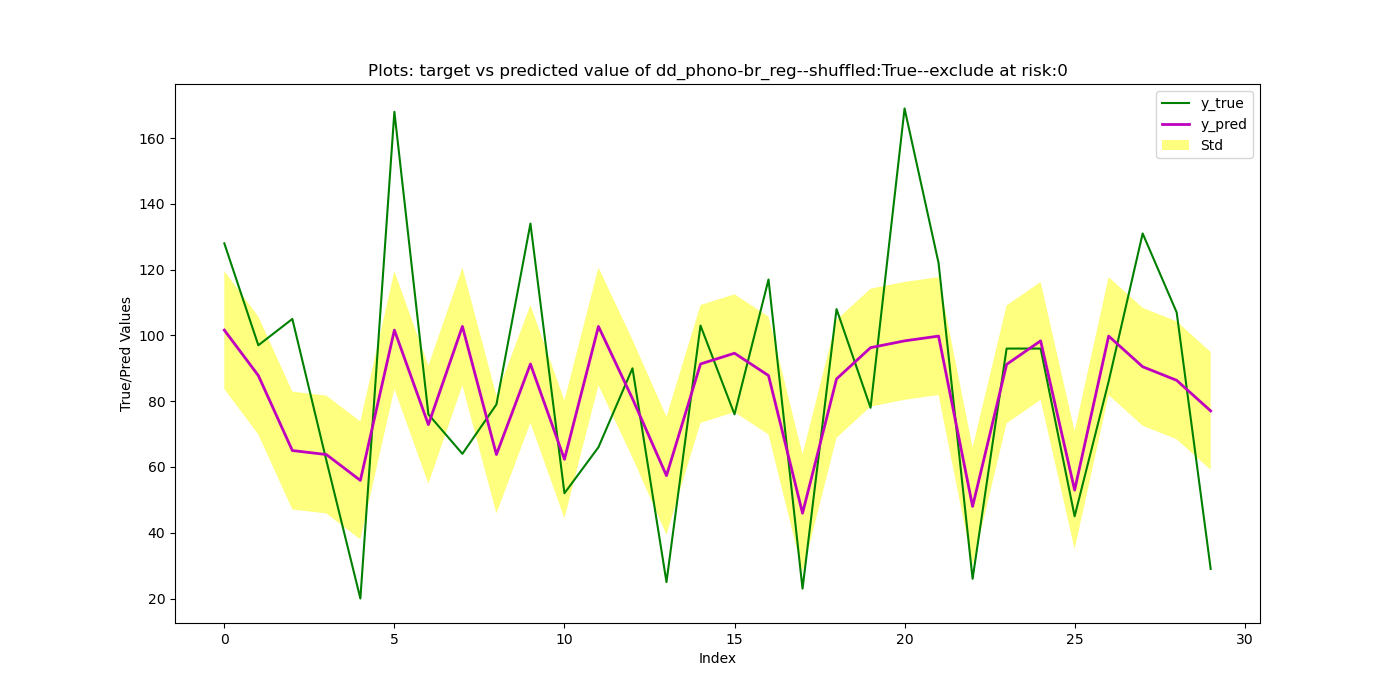 Plots: target vs predicted value of dd_phono-br_reg--shuffled:True--exclude at risk:0
y_true
y_pred
Std
True/Pred Values
160
140
120
100
80
60
40
20
0 5 10 15 20 25 30
Index